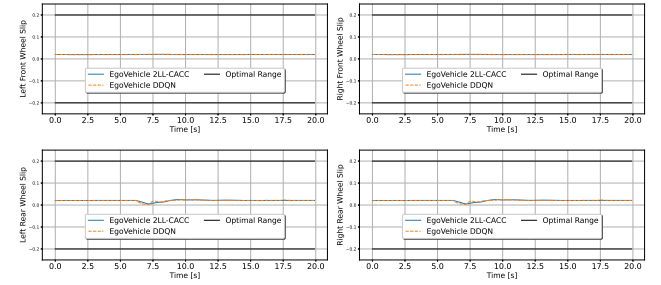 Left Front Wheel Slip
0.2
0.1
0.0
−0.1
−0.2
EgoVehicle 2LL-CACC
EgoVehicle DDQN
Optimal Range
0.0 2.5 5.0 7.5 10.0 12.5 15.0 17.5 20.0
Time [s]
Right Front Wheel Slip
0.2
0.1
0.0
−0.1
−0.2
EgoVehicle 2LL-CACC
EgoVehicle DDQN
Optimal Range
0.0 2.5 5.0 7.5 10.0 12.5 15.0 17.5 20.0
Time [s]
Left Rear Wheel Slip
0.2
0.1
0.0
−0.1
−0.2
EgoVehicle 2LL-CACC
EgoVehicle DDQN
Optimal Range
0.0 2.5 5.0 7.5 10.0 12.5 15.0 17.5 20.0
Time [s]
Right Rear Wheel Slip
0.2
0.1
0.0
−0.1
−0.2
EgoVehicle 2LL-CACC
EgoVehicle DDQN
Optimal Range
0.0 2.5 5.0 7.5 10.0 12.5 15.0 17.5 20.0
Time [s]